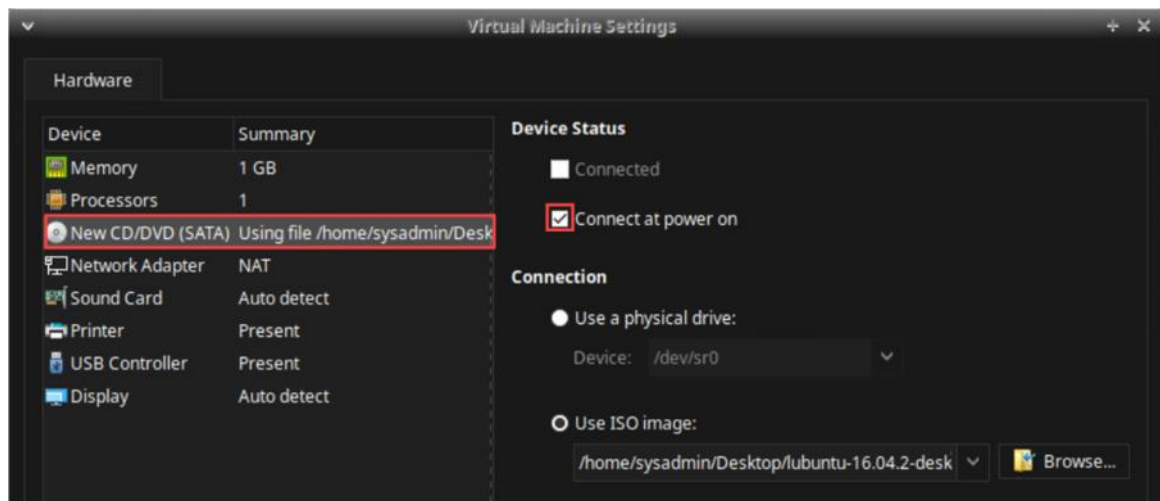 Virtual Machine Settings
Hardware
Device Summary
Memory 1 GB
Processors 1
New CD/DVD (SATA) Using file /home/sysadmin/Desk
Network Adapter NAT
Sound Card Auto detect
Printer Present
USB Controller Present
Display Auto detect
Device Status
Connected
Connect at power on
Connection
Use a physical drive:
Device: /dev/sr0
Use ISO image:
/home/sysadmin/Desktop/lubuntu-16.04.2-desk Browse...